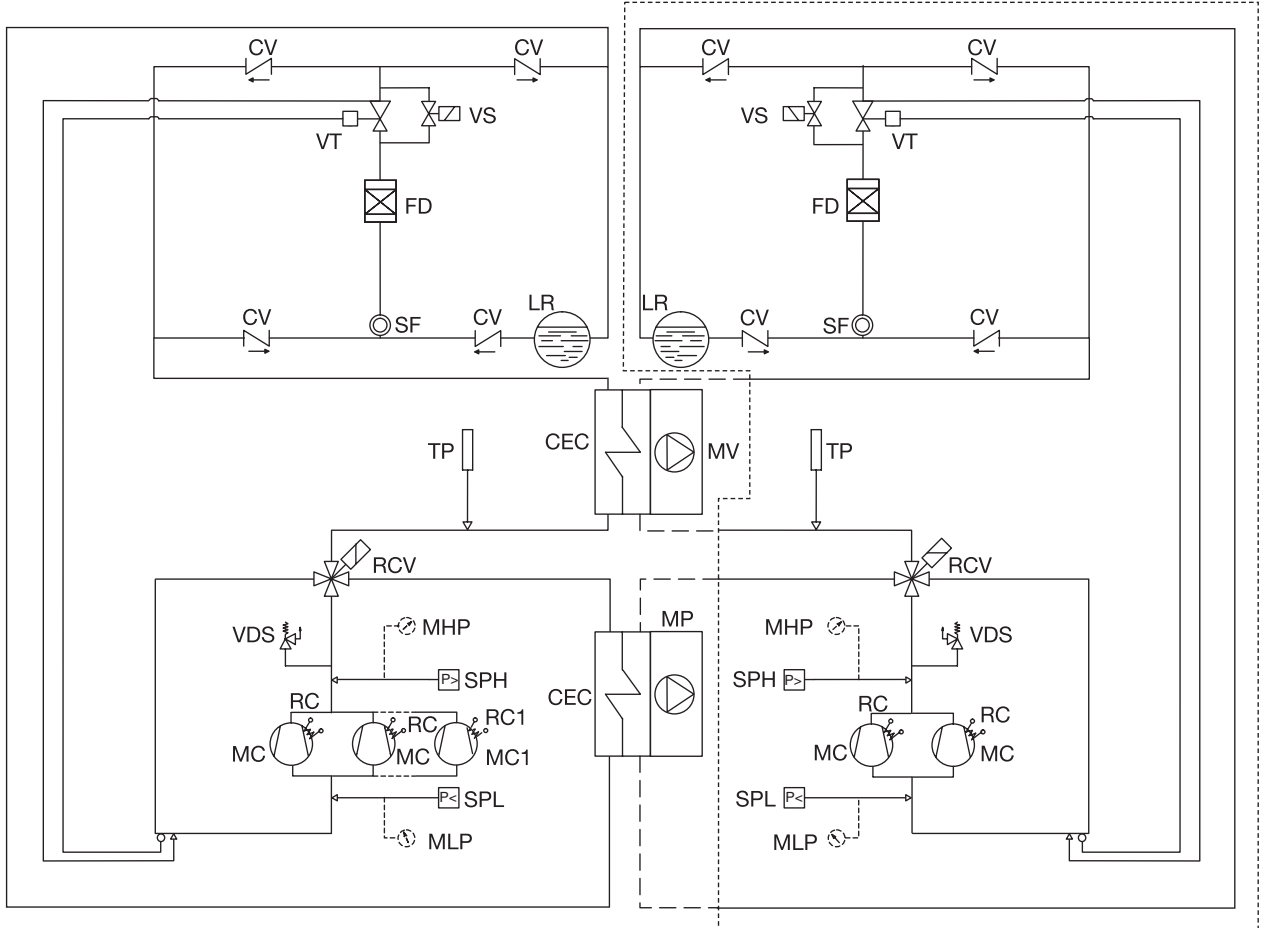 CV CV CV CV
VS VS
VT VT
FD FD
LR LR
CV SF CV CV SF CV
CEC MV
TP TP
RCV RCV
MP
VDS MHP MHP VDS
P> SPH SPH P>
CEC
RC RC RC1 RC RC
MC MC MC1 MC MC
P< SPL SPL P<
MLP MLP